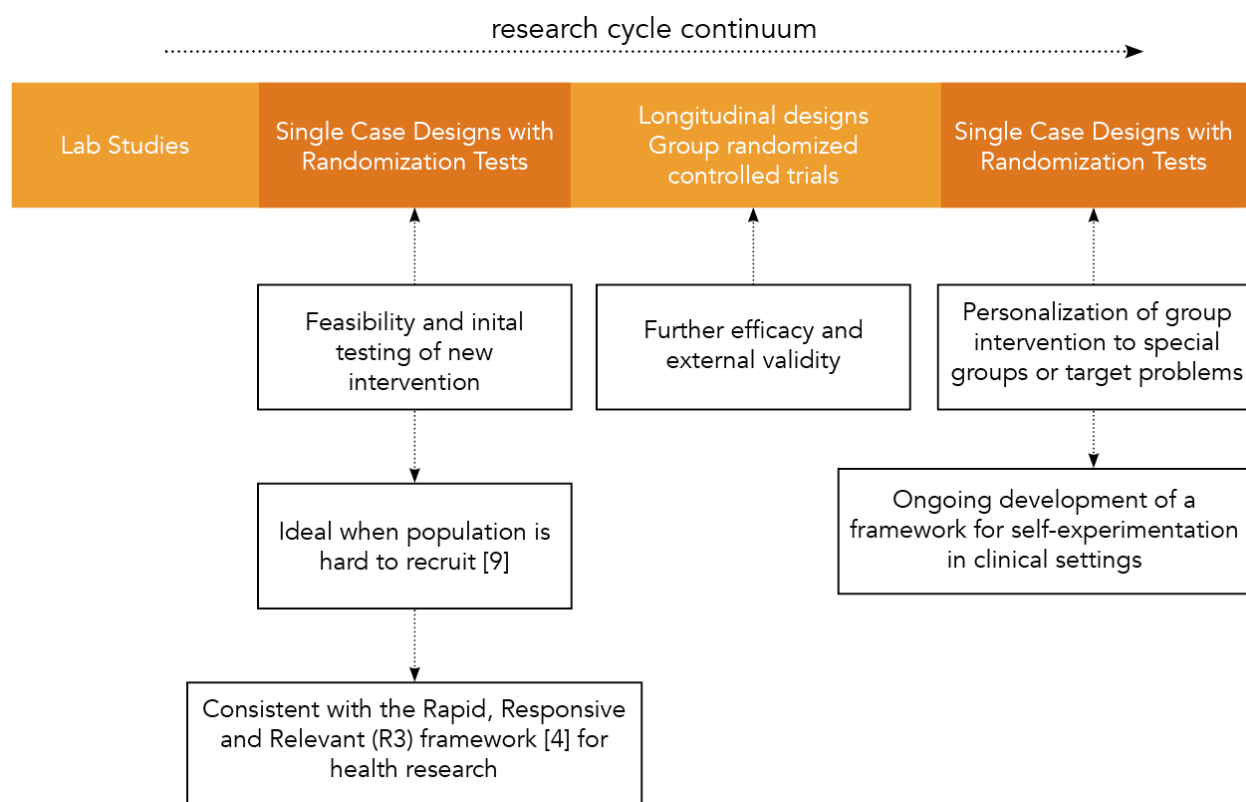 research cycle continuum
Lab Studies
Single Case Designs with
Randomization Tests
Longitudinal designs
Group randomized
controlled trials
Single Case Designs with
Randomization Tests
Feasibility and inital
testing of new
intervention
Further efficacy and
external validity
Personalization of group
intervention to special
groups or target problems
Ideal when population is
hard to recruit [9]
Ongoing development of a
framework for self-experimentation
in clinical settings
Consistent with the Rapid, Responsive
and Relevant (R3) framework [4] for
health research